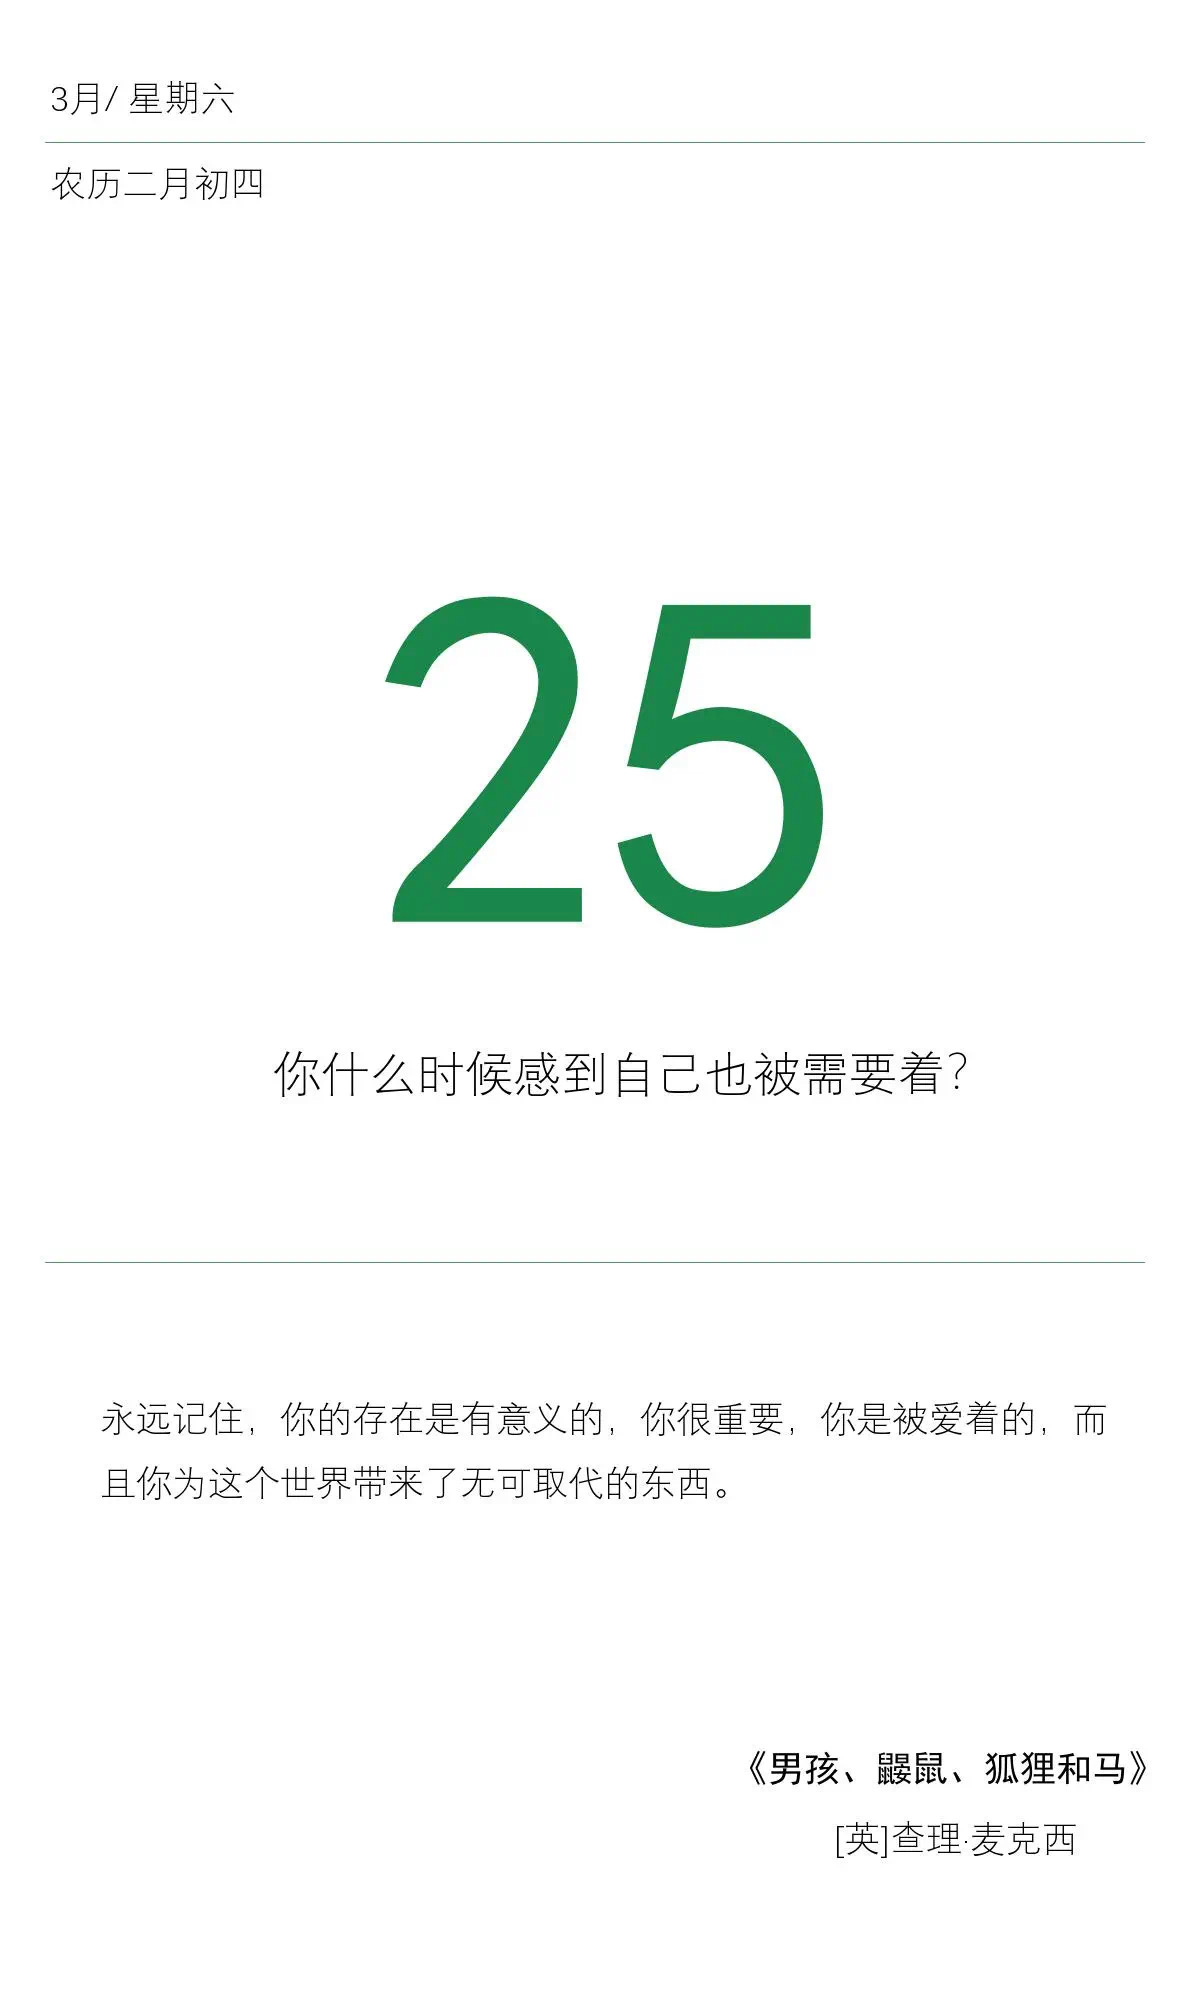 3月/ 星期六
农历二月初四
25
你什么时候感到自己也被需要着?
永远记住，你的存在是有意义的，你很重要，你是被爱着的，而
且你为这个世界带来了无可取代的东西。
《男孩、鼹鼠、狐狸和马》
[英]查理·麦克西